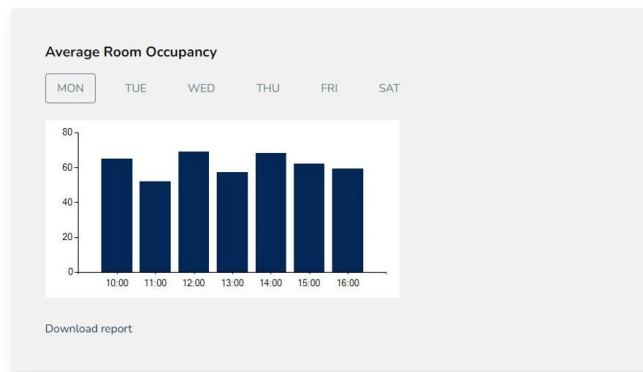 Average Room Occupancy
MON TUE WED THU FRI SAT
80
60
40
20
0
10:00 11:00 12:00 13:00 14:00 15:00 16:00
Download report